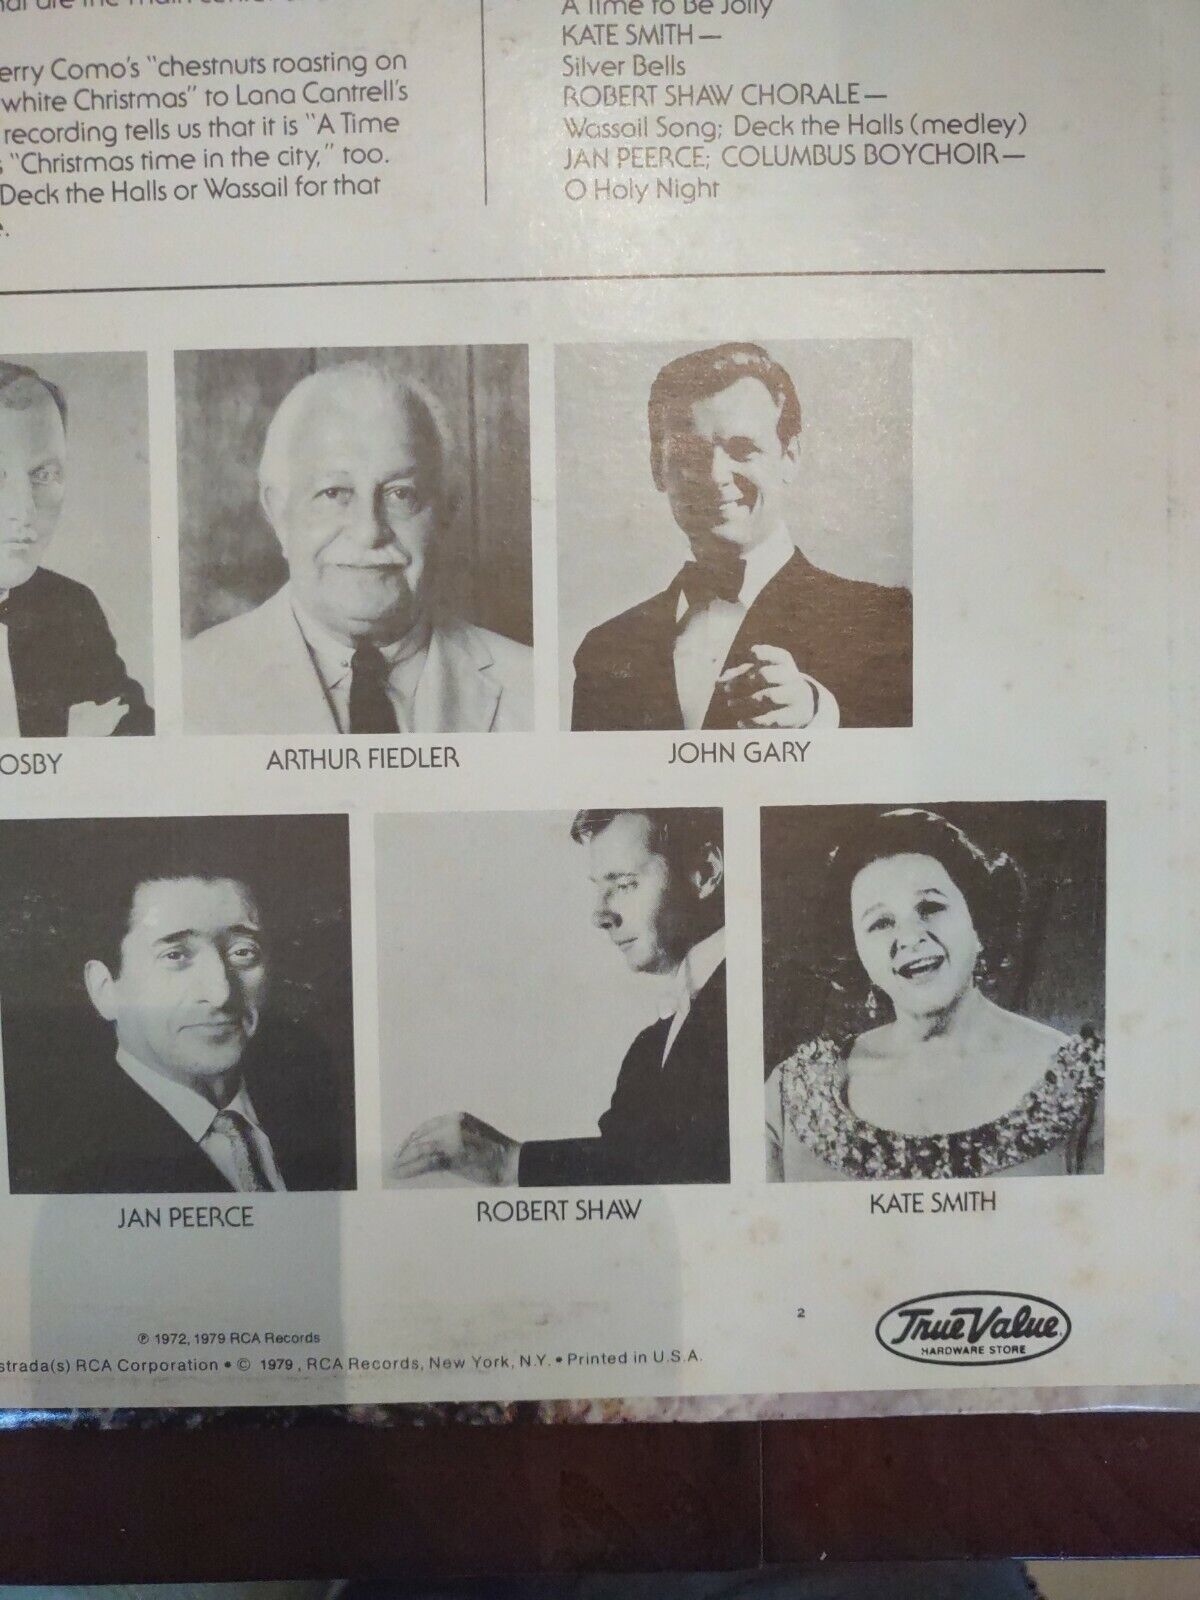 erry Como's "chestnuts roasting on
white Christmas" to Lana Cantrell's
recording tells us that it is "A Time
"Christmas time in the city," too.
Deck the Halls or Wassail for that
A Time to Be Jolly
KATE SMITH—
Silver Bells
ROBERT SHAW CHORALE—
Wassail Song; Deck the Halls (medley)
JAN PEERCE; COLUMBUS BOYCHOIR—
O Holy Night
OSBY
ARTHUR FIEDLER
JOHN GARY
JAN PEERCE
ROBERT SHAW
KATE SMITH
℗ 1972, 1979 RCA Records
strada(s) RCA Corporation • © 1979, RCA Records, New York, N.Y. • Printed in U.S.A.
2
True Value
HARDWARE STORE